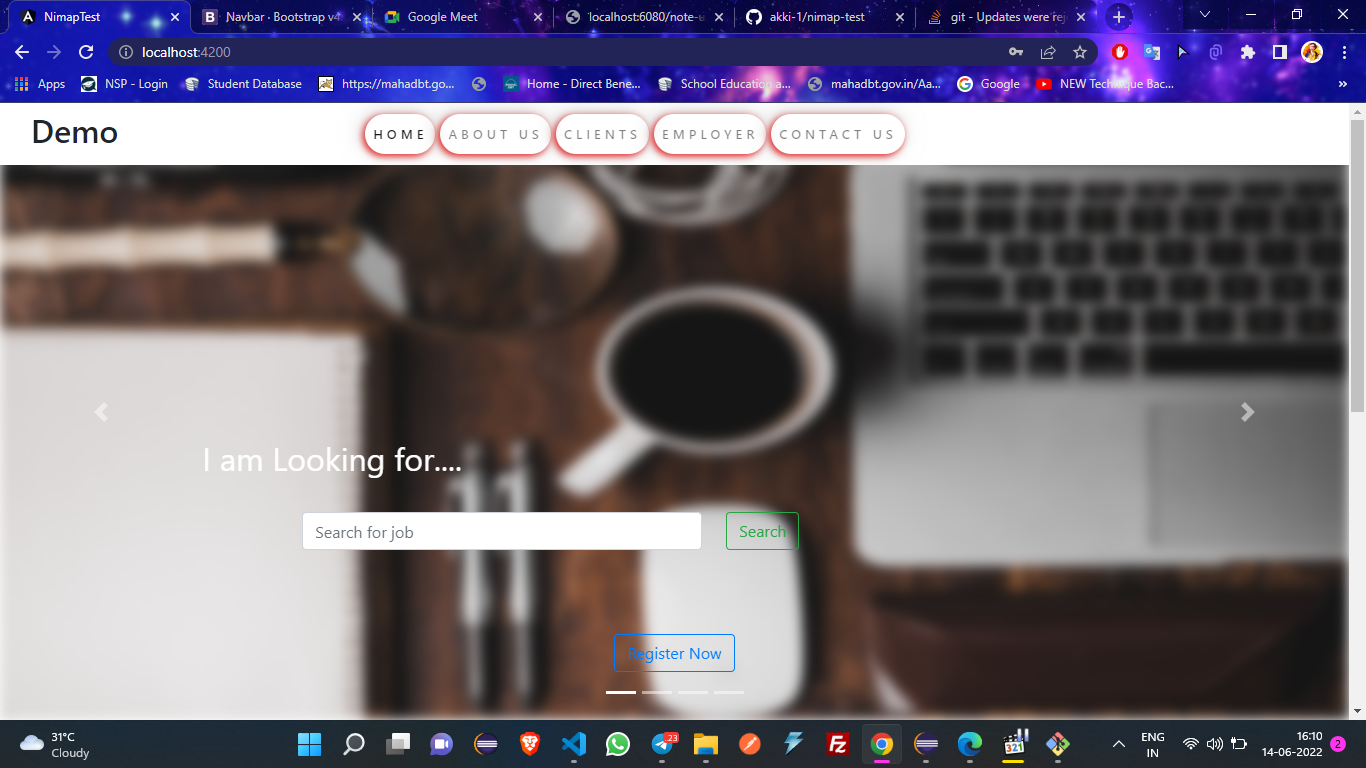 NimapTest
Navbar · Bootstrap v4
Google Meet
localhost:6080/note-e
akki-1/nimap-test
git - Updates were rej
localhost:4200
Apps
NSP - Login
Student Database
https://mahadbt.go...
Home - Direct Bene...
School Education a...
mahadbt.gov.in/Aa...
Google
NEW Technique Bac...
»
Demo
HOME
ABOUT US
CLIENTS
EMPLOYER
CONTACT US
I am Looking for....
Search for job
Search
Register Now
31°C
Cloudy
23
321
ENG
IN
16:10
14-06-2022
2